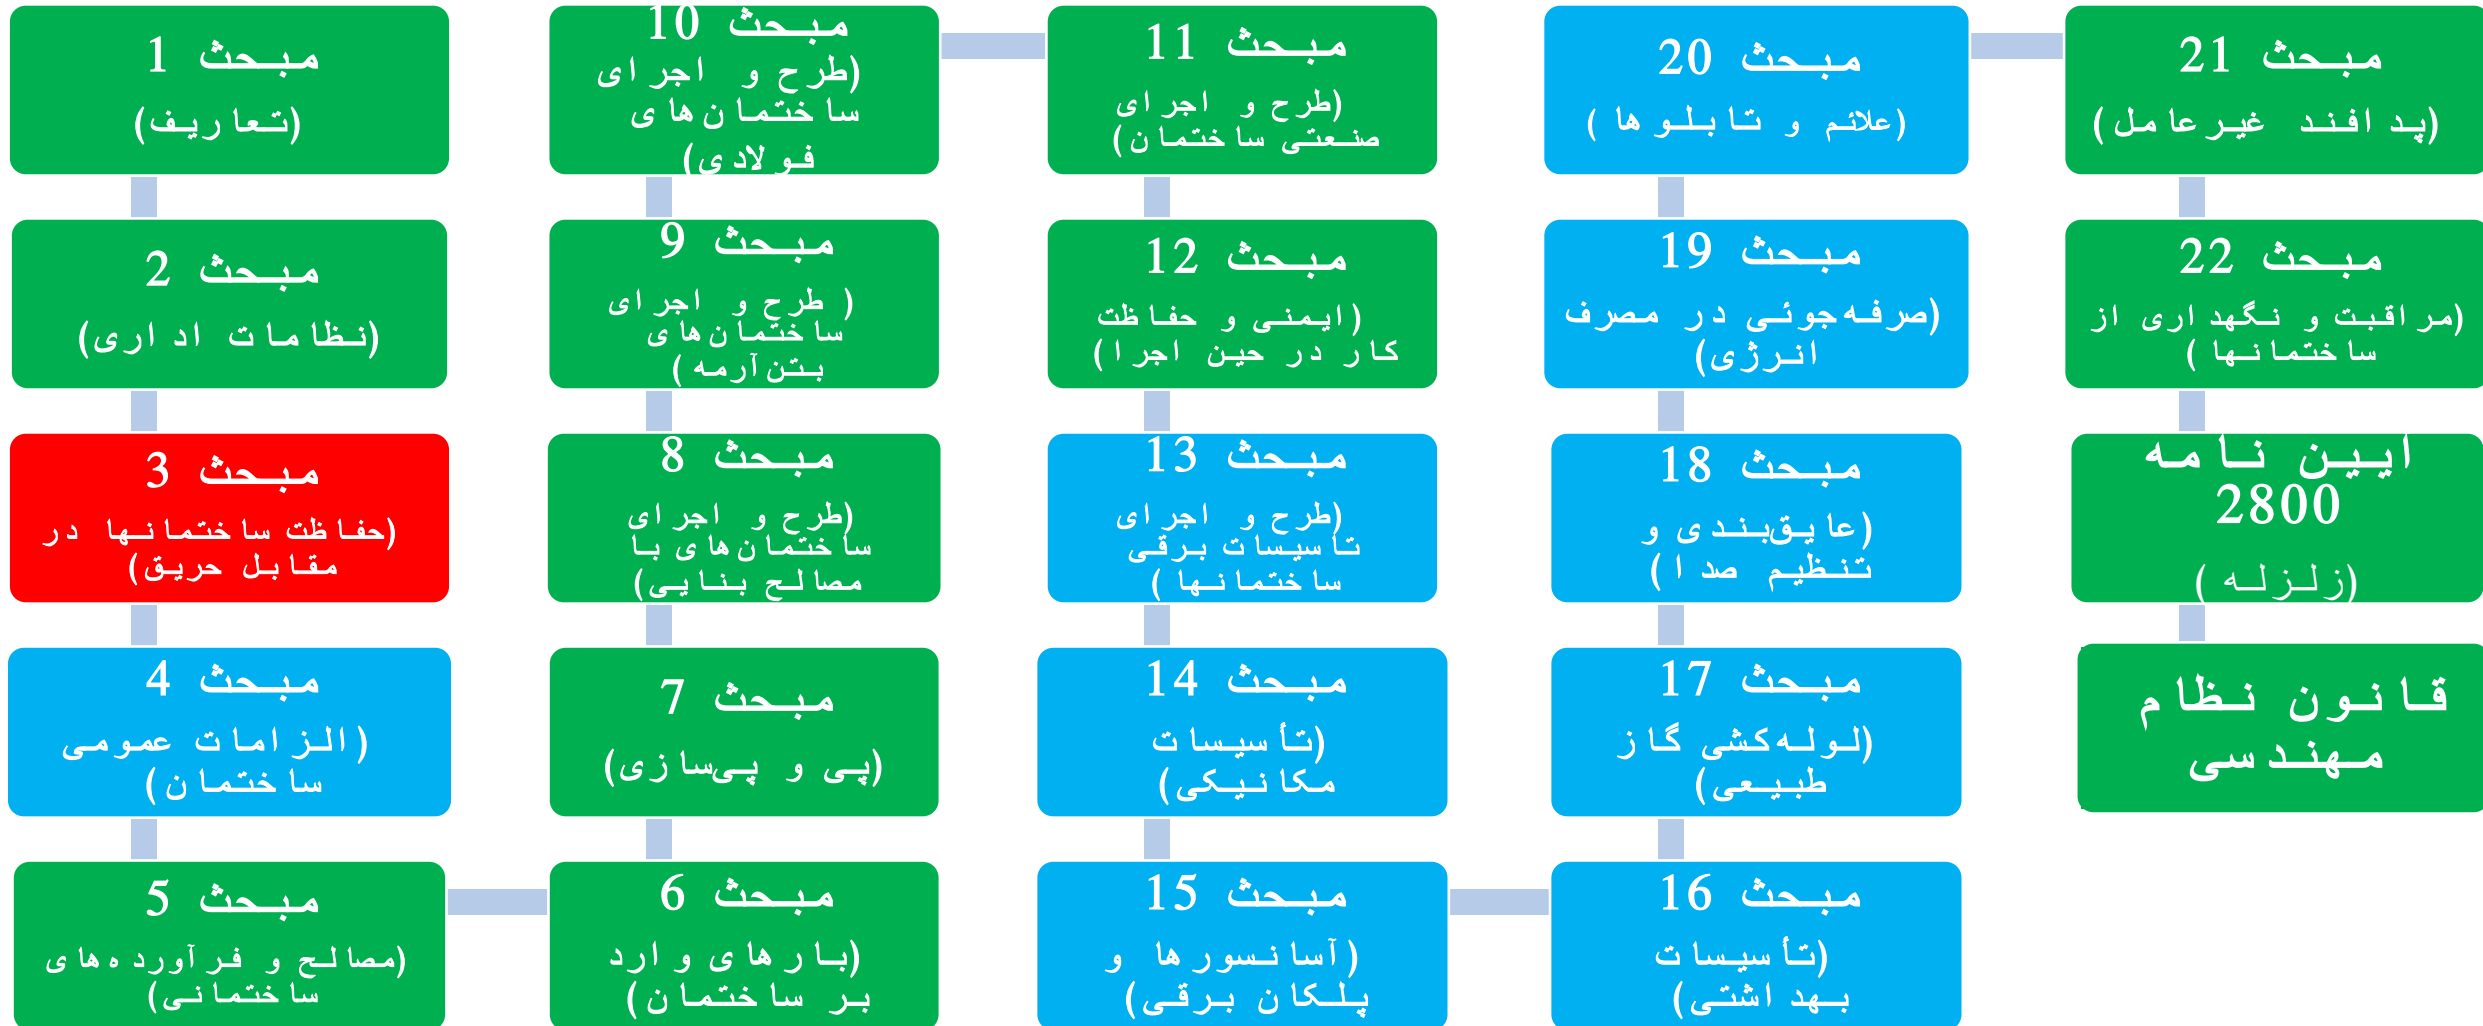 مبحث 1
(تعاریف)
مبحث 2
(نظامات اداری)
مبحث 3
(حفاظت ساختمانها در
مقابل حریق)
مبحث 4
(الزامات عمومی
ساختمان)
مبحث 5
(مصالح و فرآورده‌های
ساختمانی)
مبحث 6
(بارهای وارد
بر ساختمان)
مبحث 7
(پی و پی‌سازی)
مبحث 8
(طرح و اجرای
ساختمان‌های با
مصالح بنایی)
مبحث 9
( طرح و اجرای
ساختمان‌های
بتن‌آرمه)
مبحث 10
(طرح و اجرای
ساختمان‌های
فولادی)
مبحث 11
(طرح و اجرای
صنعتی ساختمان)
مبحث 12
(ایمنی و حفاظت
کار در حین اجرا)
مبحث 13
(طرح و اجرای
تاسیسات برقی
ساختمانها)
مبحث 14
(تأسیسات
مکانیکی)
مبحث 15
(آسانسورها و
پلکان برقی)
مبحث 16
(تأسیسات
بهداشتی)
مبحث 17
(لوله‌کشی گاز
طبیعی)
مبحث 18
(عایق‌بندی و
تنظیم صدا)
مبحث 19
(صرفه‌جوئی در مصرف
انرژی)
مبحث 20
(علائم و تابلوها)
مبحث 21
(پدافند غیرعامل)
مبحث 22
(مراقبت و نگهداری از
ساختمانها)
ایین نامه
2800
(زلزله)
قانون نظام
مهندسی